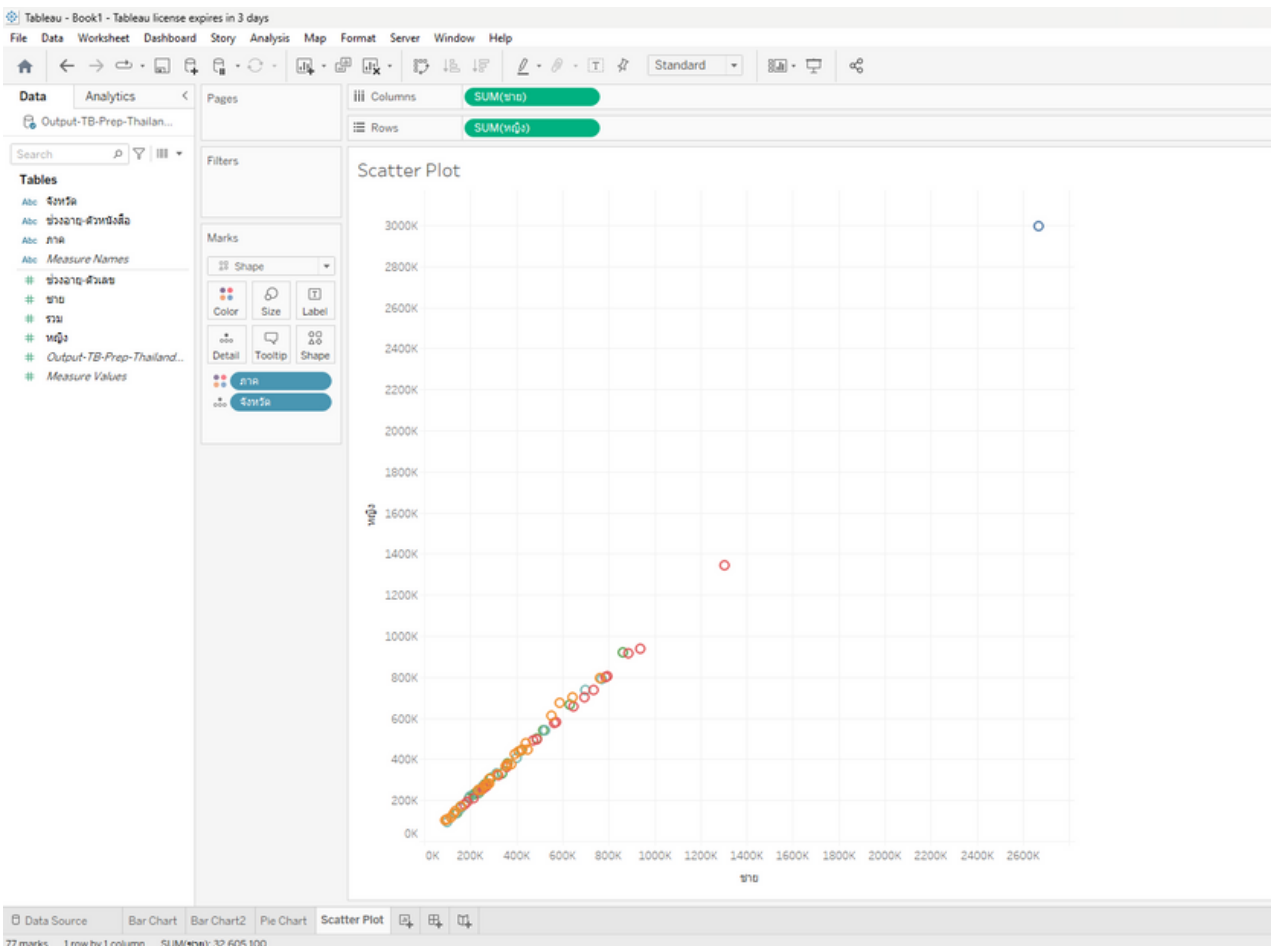 Tableau - Book1 - Tableau license expires in 3 days
File Data Worksheet Dashboard Story Analysis Map Format Server Window Help
Standard
Data Analytics
Output-TB-Prep-Thailan...
Search
Tables
Abc จังหวัด
Abc ช่วงอายุ-ตัวหนังสือ
Abc ภาค
Abc Measure Names
# ช่วงอายุ-ตัวเลข
# ชาย
# รวม
# หญิง
# Output-TB-Prep-Thailand...
# Measure Values
Pages
Filters
Marks
Shape
Color Size Label
Detail Tooltip Shape
ภาค
จังหวัด
Columns SUM(ชาย)
Rows SUM(หญิง)
Scatter Plot
3000K
2800K
2600K
2400K
2200K
2000K
1800K
1600K
1400K
1200K
1000K
800K
600K
400K
200K
0K
หญิง
0K 200K 400K 600K 800K 1000K 1200K 1400K 1600K 1800K 2000K 2200K 2400K 2600K
ชาย
Data Source Bar Chart Bar Chart2 Pie Chart Scatter Plot
77 marks 1 row by 1 column SUM(ชาย): 32,605,100